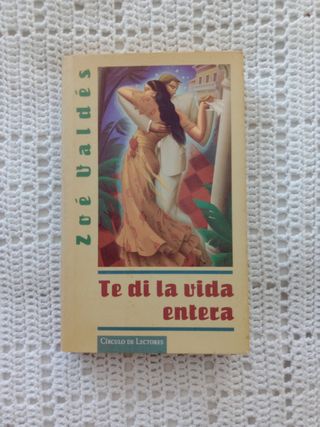 Zoé Valdés
Te di la vida
entera
CÍRCULO DE LECTORES